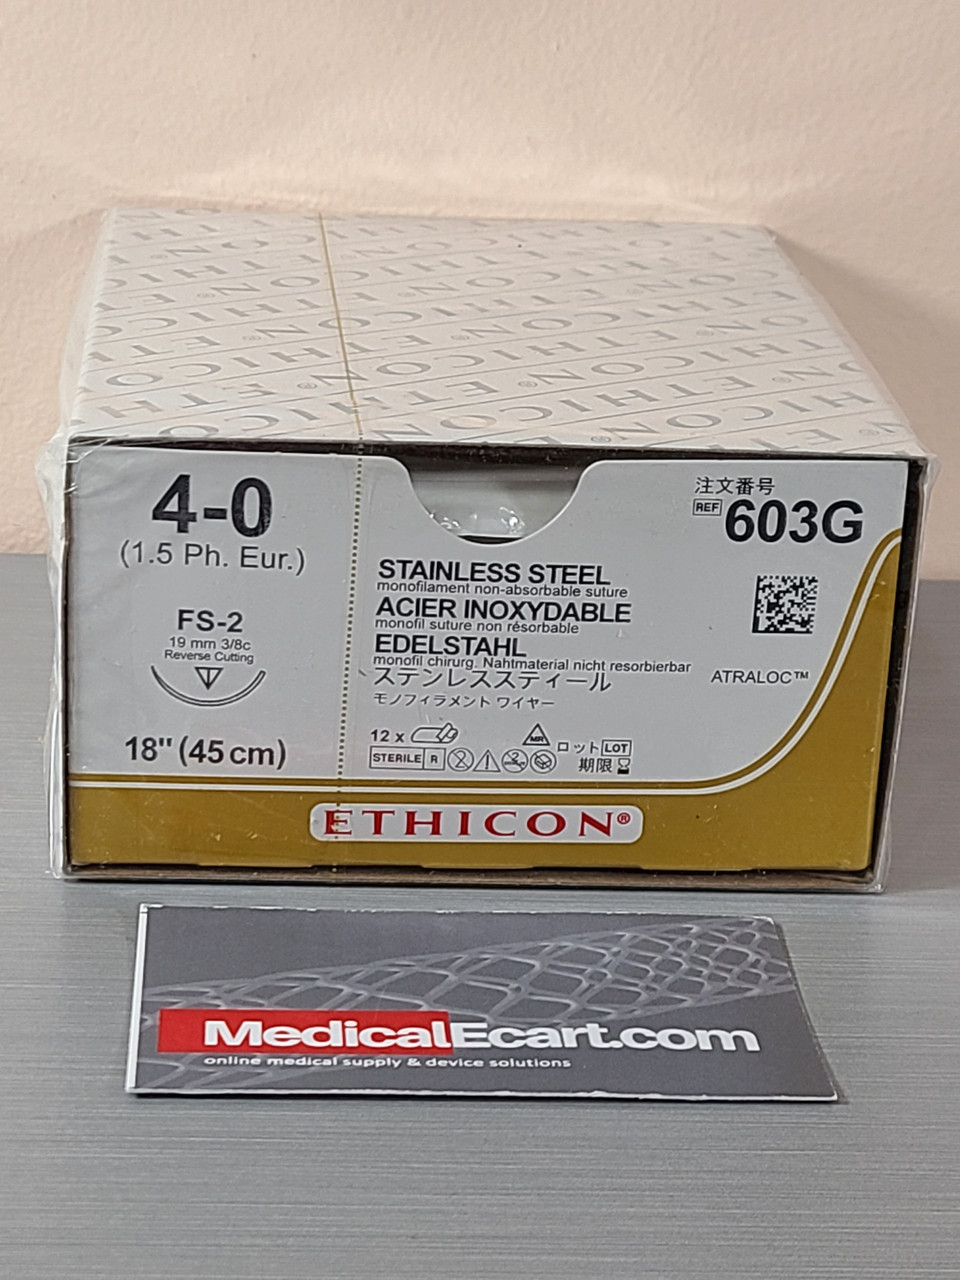 ETHICON®
4-0
(1.5 Ph. Eur.)
FS-2
19 mm 3/8c
Reverse Cutting
18" (45 cm)
注文番号
REF 603G
STAINLESS STEEL
monofilament non-absorbable suture
ACIER INOXYDABLE
monofil suture non résorbable
EDELSTAHL
monofil chirurg. Nahtmaterial nicht resorbierbar
ステンレススティール
モノフィラメント ワイヤー
ATRALOC™
12 x
MR
ロット LOT
STERILE R
期限
ETHICON®
MedicalEcart.com
online medical supply & device solutions